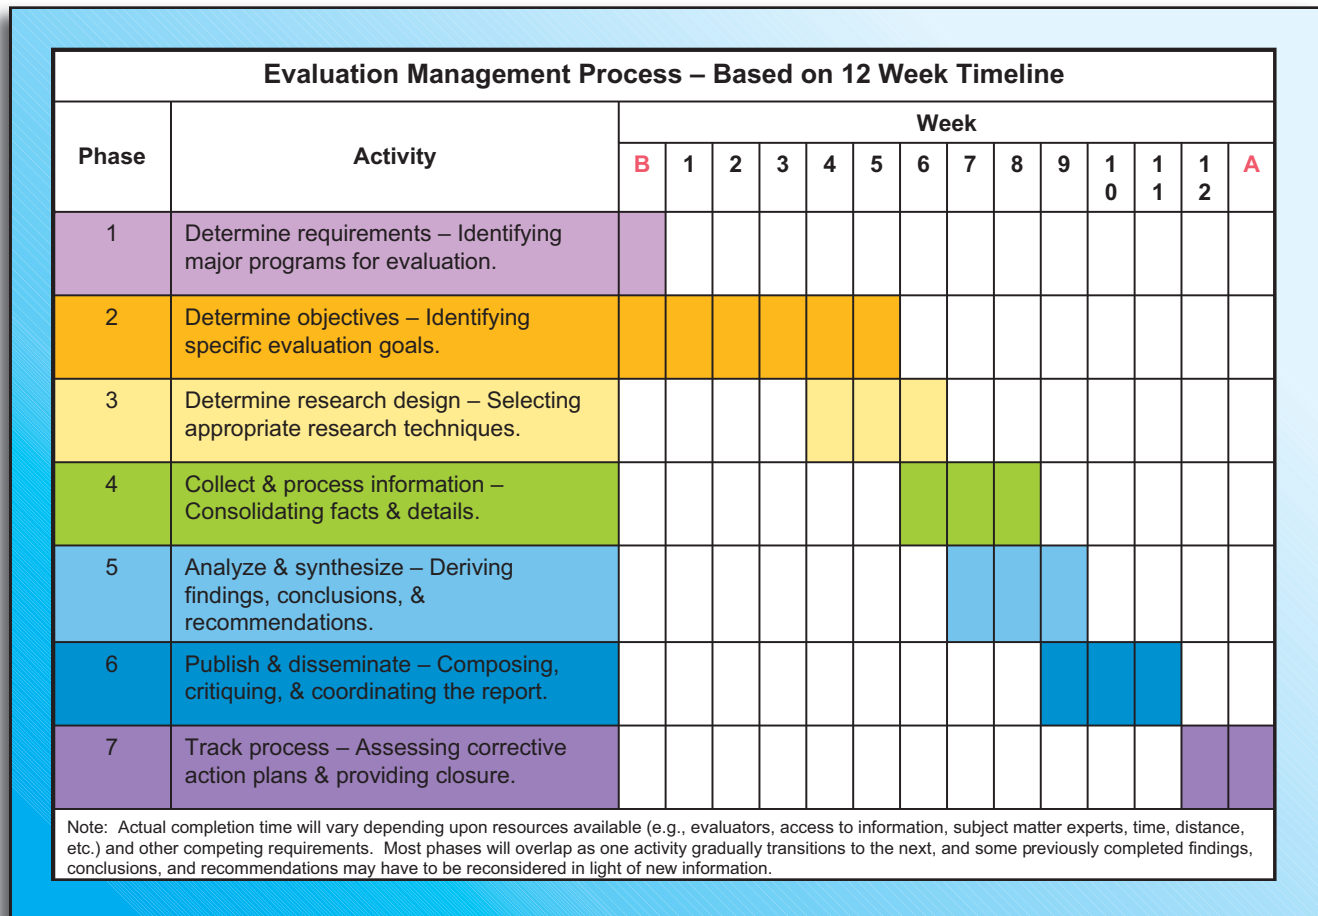 Evaluation Management Process – Based on 12 Week Timeline
Phase Activity Week
B 1 2 3 4 5 6 7 8 9 10 11 12 A
1 Determine requirements – Identifying
major programs for evaluation.
2 Determine objectives – Identifying
specific evaluation goals.
3 Determine research design – Selecting
appropriate research techniques.
4 Collect & process information –
Consolidating facts & details.
5 Analyze & synthesize – Deriving
findings, conclusions, &
recommendations.
6 Publish & disseminate – Composing,
critiquing, & coordinating the report.
7 Track process – Assessing corrective
action plans & providing closure.
Note: Actual completion time will vary depending upon resources available (e.g., evaluators, access to information, subject matter experts, time, distance,
etc.) and other competing requirements. Most phases will overlap as one activity gradually transitions to the next, and some previously completed findings,
conclusions, and recommendations may have to be reconsidered in light of new information.